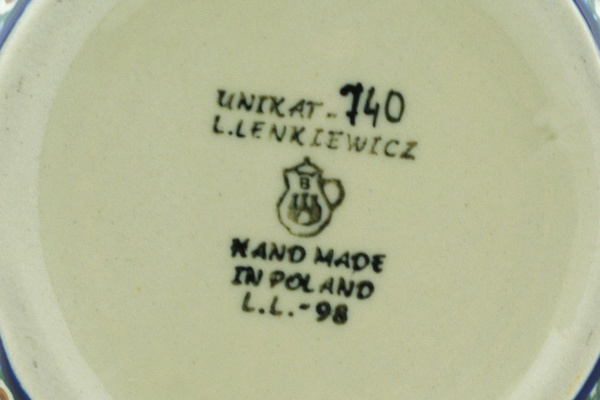 UNIKAT-740
L.LENKIEWICZ
B
HAND MADE
IN POLAND
L.L.-98